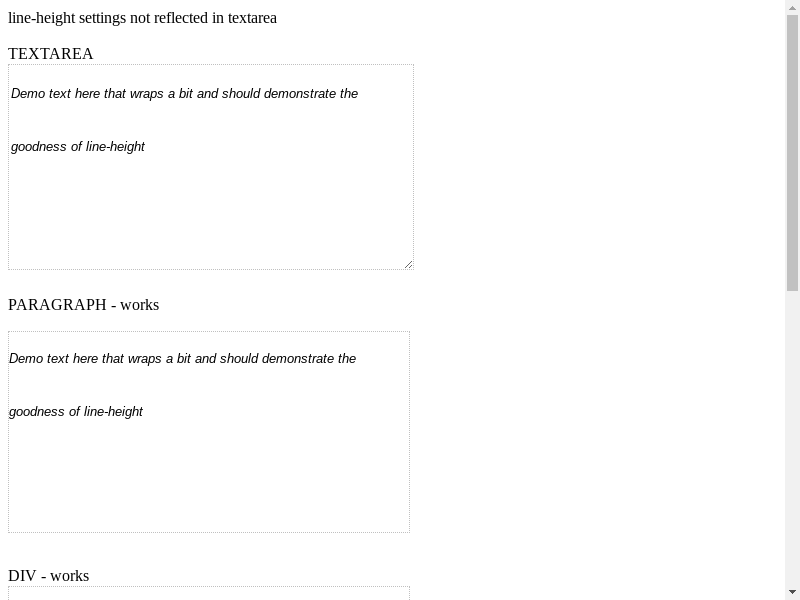 line-height settings not reflected in textarea
TEXTAREA
Demo text here that wraps a bit and should demonstrate the
goodness of line-height
PARAGRAPH - works
Demo text here that wraps a bit and should demonstrate the
goodness of line-height
DIV - works